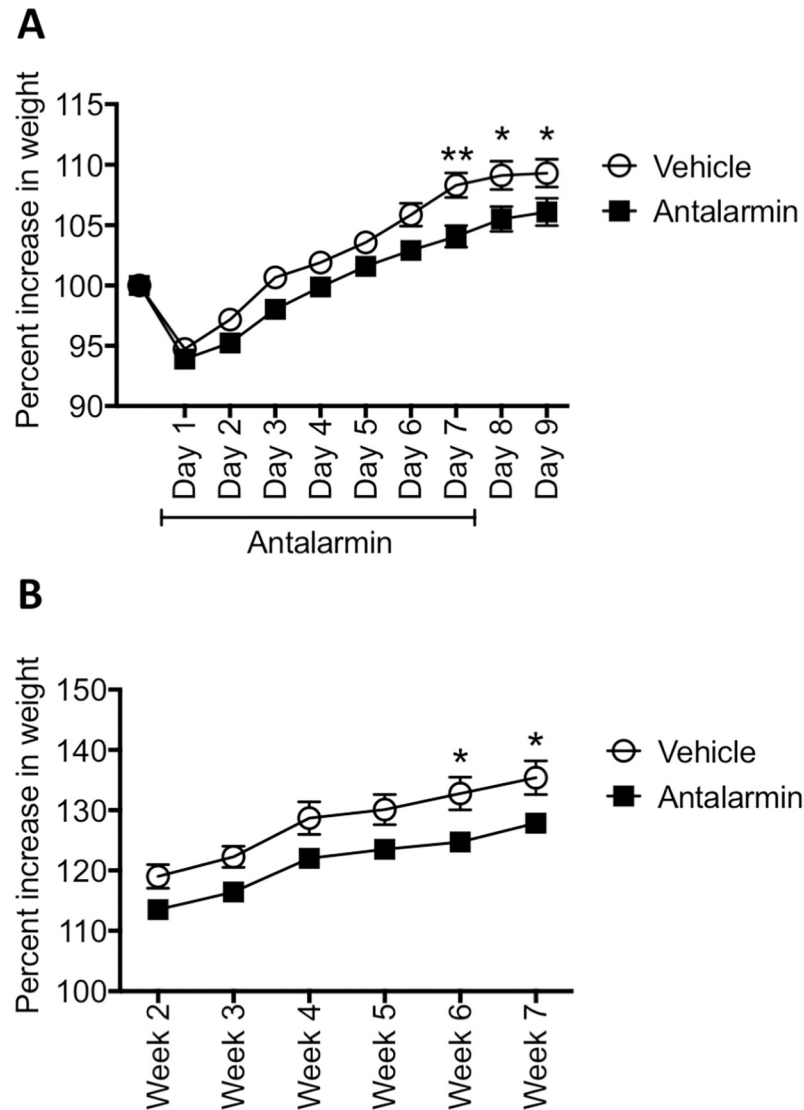 A
Percent increase in weight
115
110
105
100
95
90
** * *
Vehicle
Antalarmin
Day 1
Day 2
Day 3
Day 4
Day 5
Day 6
Day 7
Day 8
Day 9
Antalarmin
B
Percent increase in weight
150
140
130
120
110
100
* *
Vehicle
Antalarmin
Week 2
Week 3
Week 4
Week 5
Week 6
Week 7